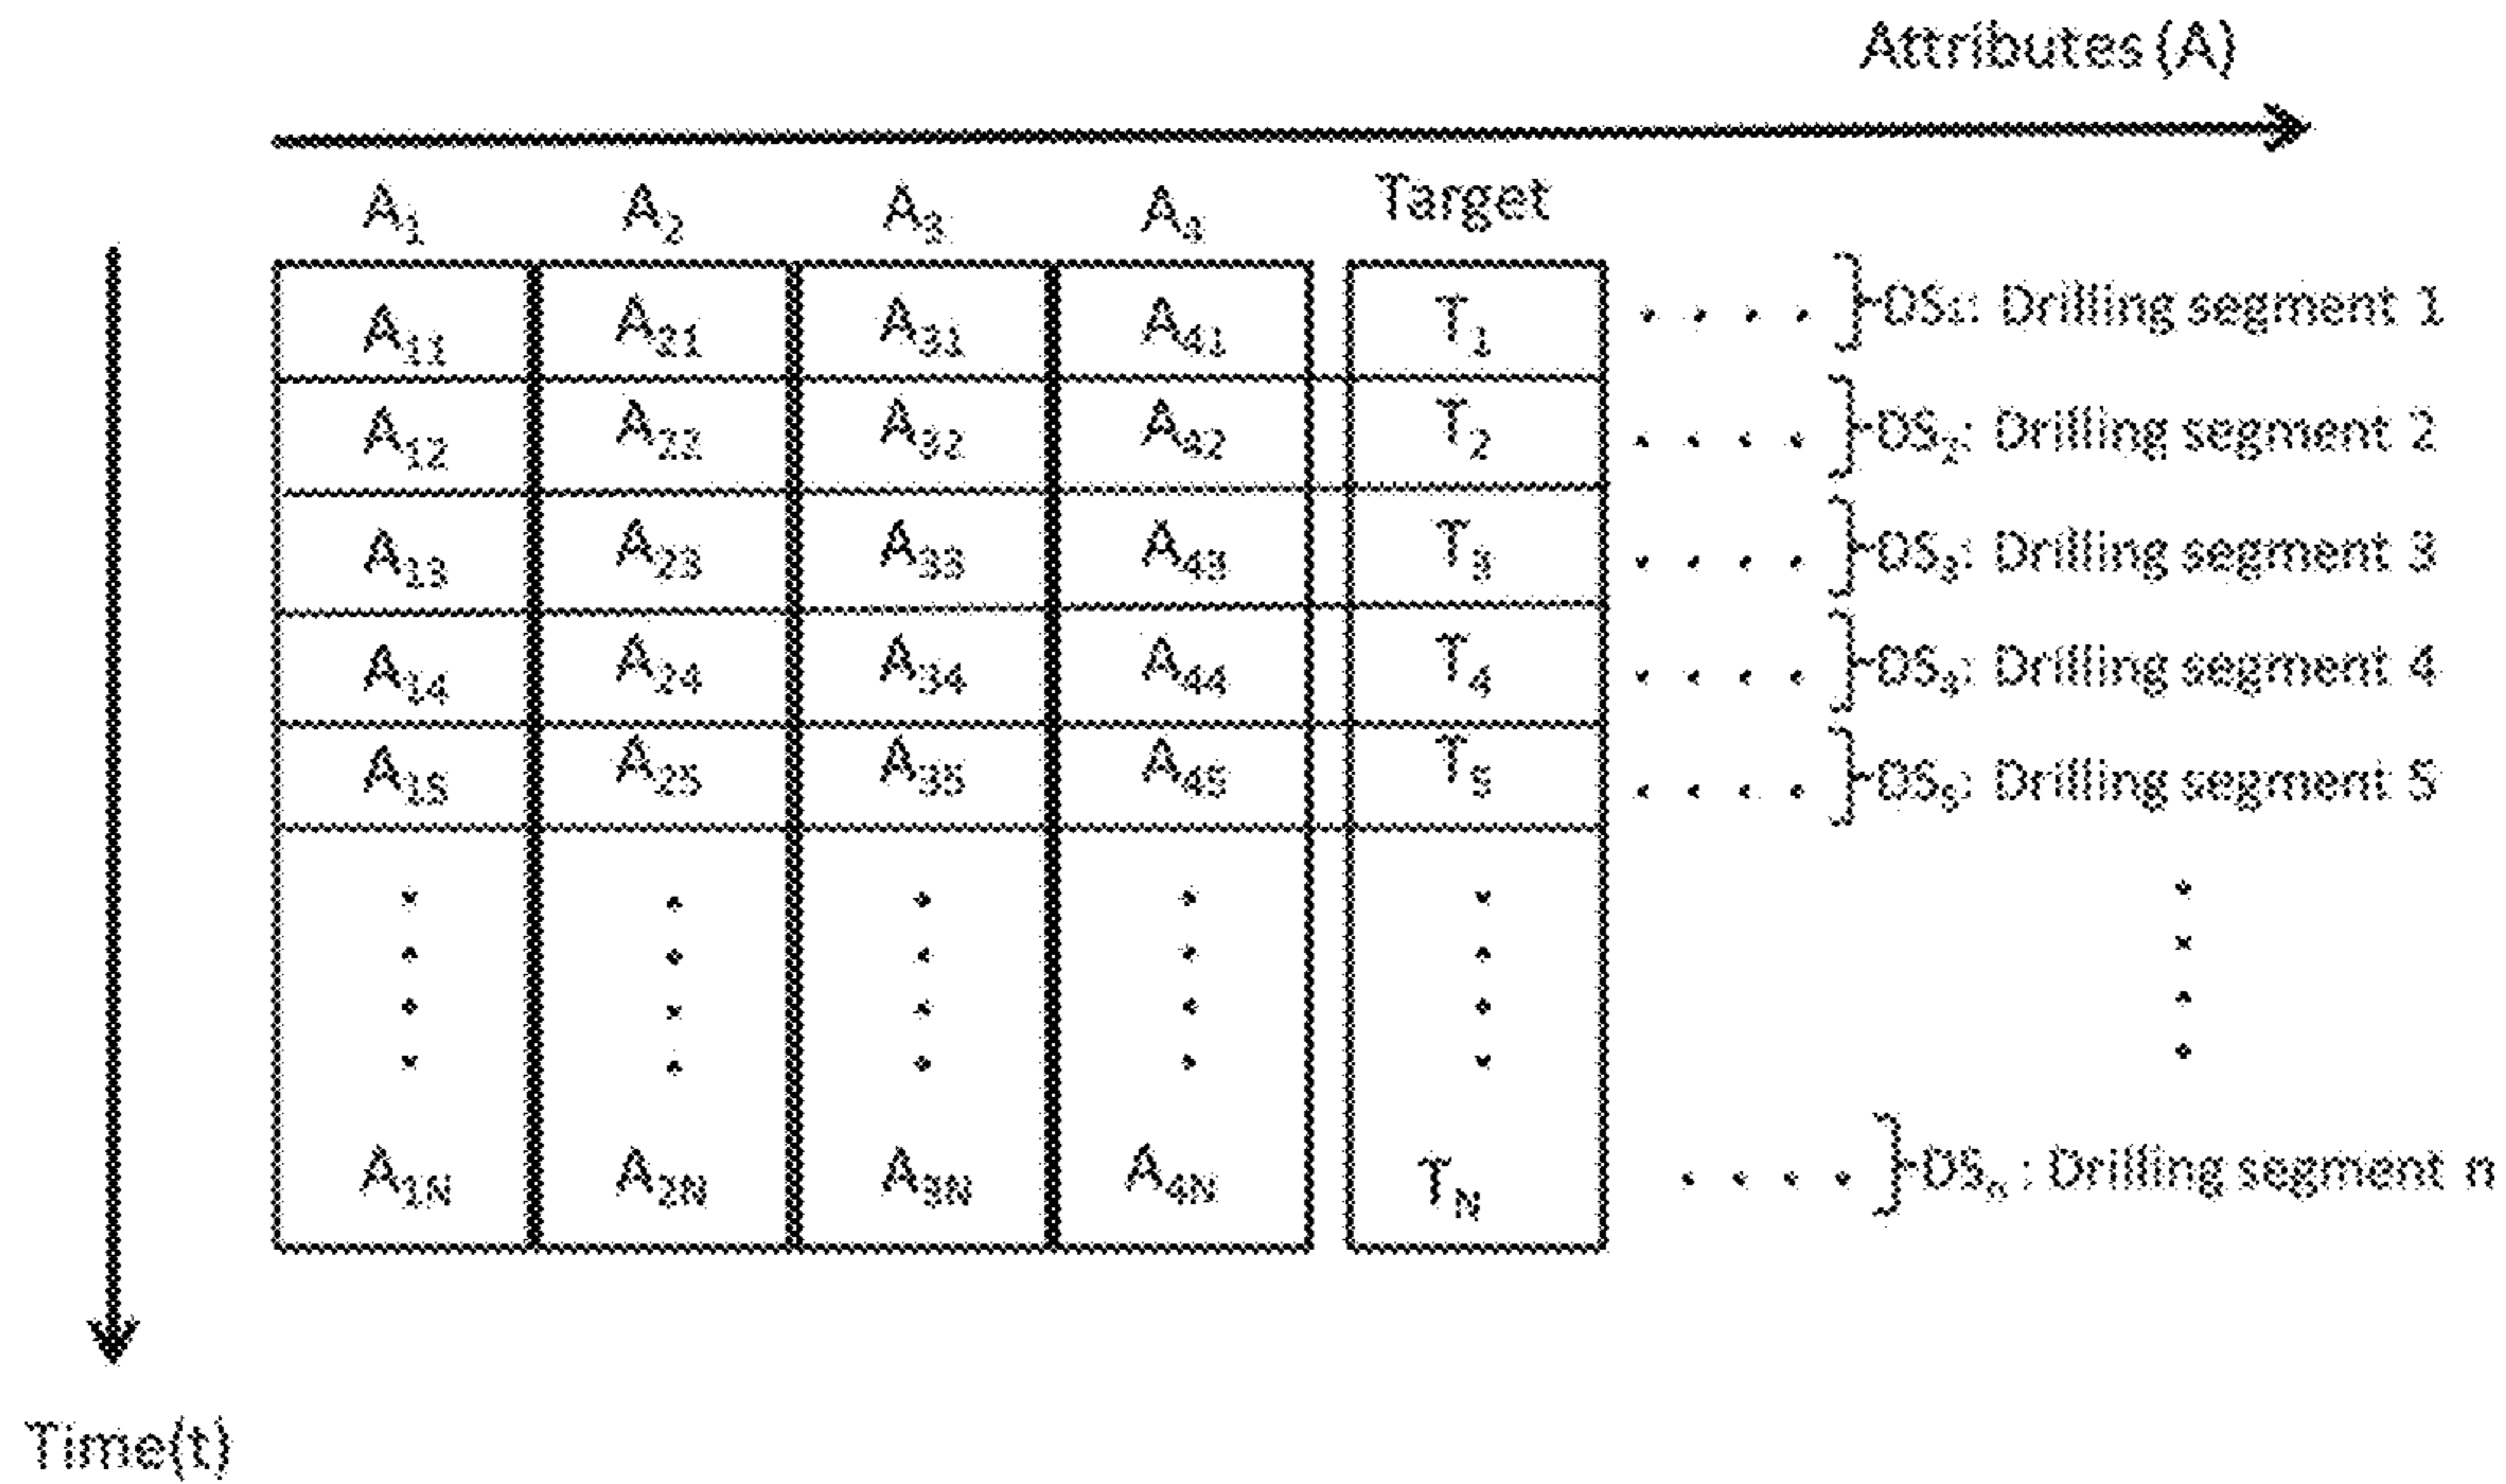 Attributes (A)
A₁ A₂ A₃ A₄ Target
A₁₁ A₂₁ A₃₁ A₄₁ T₁ . . . . } DS₁: Drilling segment 1
A₁₂ A₂₂ A₃₂ A₄₂ T₂ . . . . } DS₂: Drilling segment 2
A₁₃ A₂₃ A₃₃ A₄₃ T₃ . . . . } DS₃: Drilling segment 3
A₁₄ A₂₄ A₃₄ A₄₄ T₄ . . . . } DS₄: Drilling segment 4
A₁₅ A₂₅ A₃₅ A₄₅ T₅ . . . . } DS₅: Drilling segment 5
A₁N A₂N A₃N A₄N TN . . . . } DSₙ : Drilling segment n
Time(t)